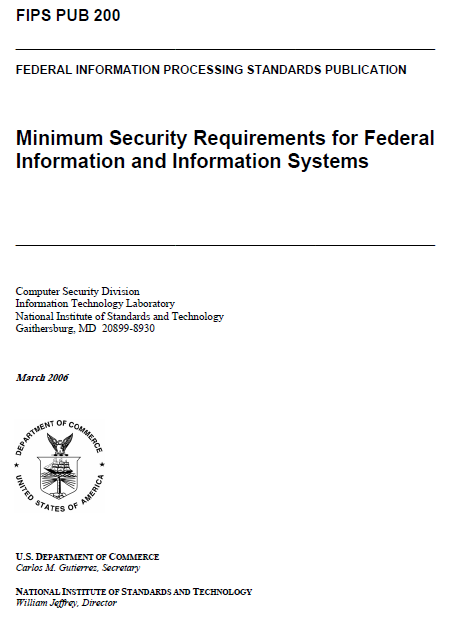 FIPS PUB 200
FEDERAL INFORMATION PROCESSING STANDARDS PUBLICATION
Minimum Security Requirements for Federal
Information and Information Systems
Computer Security Division
Information Technology Laboratory
National Institute of Standards and Technology
Gaithersburg, MD  20899-8930
March 2006
DEPARTMENT OF COMMERCE
UNITED STATES OF AMERICA
U.S. DEPARTMENT OF COMMERCE
Carlos M. Gutierrez, Secretary
NATIONAL INSTITUTE OF STANDARDS AND TECHNOLOGY
William Jeffrey, Director